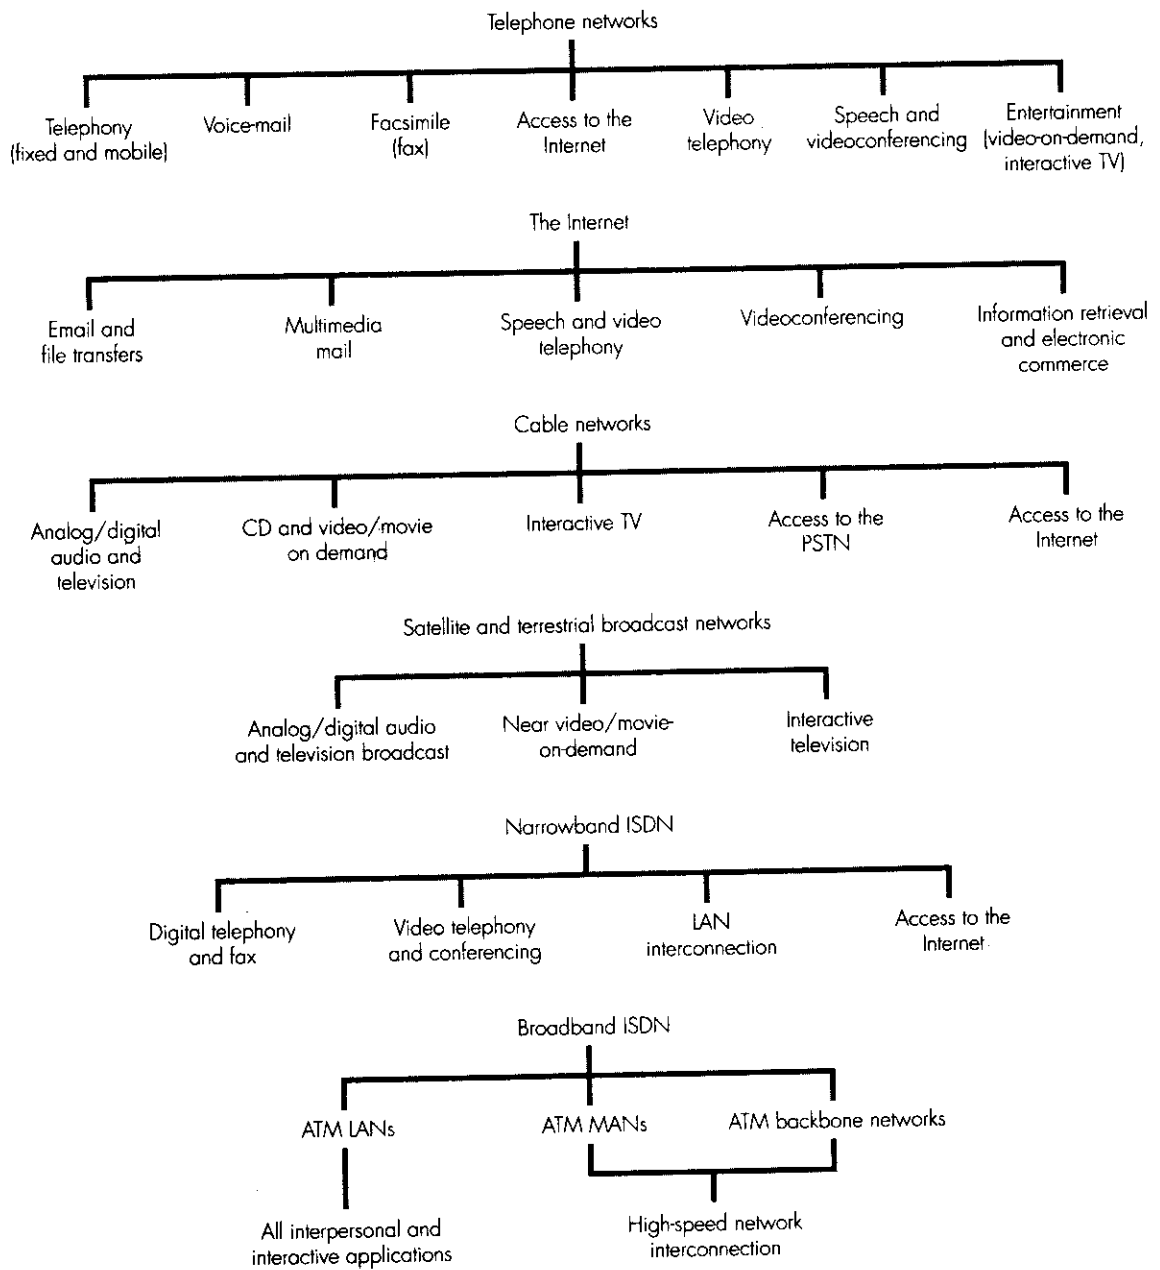 Telephone networks
Telephony
(fixed and mobile)
Voice-mail
Facsimile
(fax)
Access to the
Internet
Video
telephony
Speech and
videoconferencing
Entertainment
(video-on-demand,
interactive TV)
The Internet
Email and
file transfers
Multimedia
mail
Speech and video
telephony
Videoconferencing
Information retrieval
and electronic
commerce
Cable networks
Analog/digital
audio and
television
CD and video/movie
on demand
Interactive TV
Access to the
PSTN
Access to the
Internet
Satellite and terrestrial broadcast networks
Analog/digital audio
and television broadcast
Near video/movie-
on-demand
Interactive
television
Narrowband ISDN
Digital telephony
and fax
Video telephony
and conferencing
LAN
interconnection
Access to the
Internet
Broadband ISDN
ATM LANs
ATM MANs
ATM backbone networks
All interpersonal and
interactive applications
High-speed network
interconnection